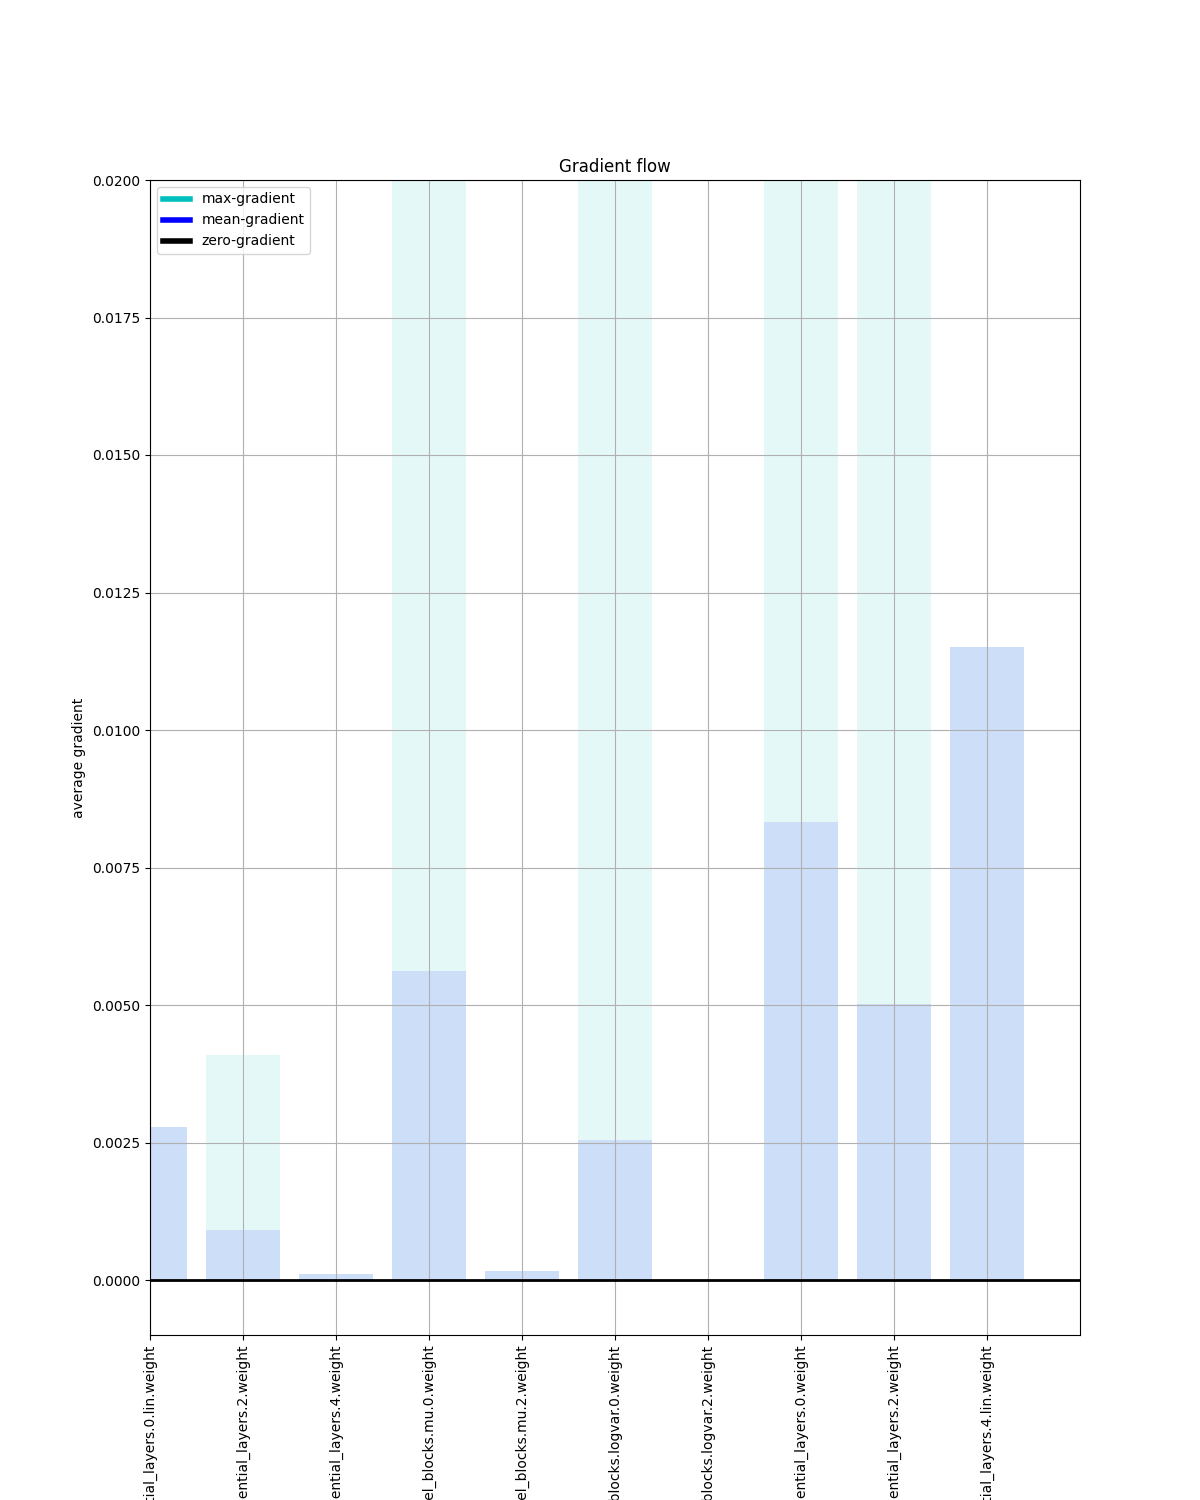 Gradient flow
max-gradient
mean-gradient
zero-gradient
0.0200
0.0175
0.0150
0.0125
0.0100
0.0075
0.0050
0.0025
0.0000
average gradient
tial_layers.0.lin.weight
ential_layers.2.weight
ential_layers.4.weight
el_blocks.mu.0.weight
el_blocks.mu.2.weight
blocks.logvar.0.weight
blocks.logvar.2.weight
ential_layers.0.weight
ential_layers.2.weight
tial_layers.4.lin.weight